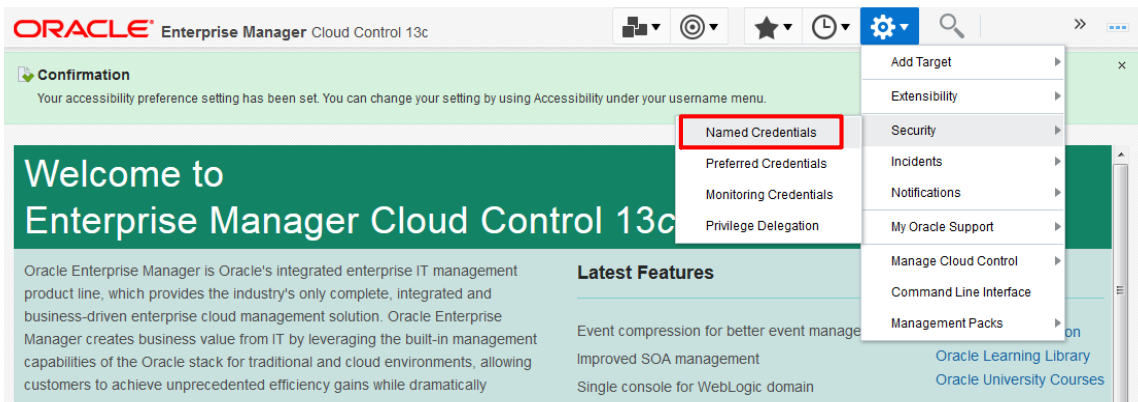 ORACLE Enterprise Manager Cloud Control 13c
Confirmation
Your accessibility preference setting has been set. You can change your setting by using Accessibility under your username menu.
Add Target
Extensibility
Security
Incidents
Notifications
My Oracle Support
Manage Cloud Control
Command Line Interface
Management Packs
Named Credentials
Preferred Credentials
Monitoring Credentials
Privilege Delegation
Welcome to
Enterprise Manager Cloud Control 13c
Oracle Enterprise Manager is Oracle's integrated enterprise IT management
product line, which provides the industry's only complete, integrated and
business-driven enterprise cloud management solution. Oracle Enterprise
Manager creates business value from IT by leveraging the built-in management
capabilities of the Oracle stack for traditional and cloud environments, allowing
customers to achieve unprecedented efficiency gains while dramatically
Latest Features
Event compression for better event manage
Improved SOA management
Single console for WebLogic domain
on
Oracle Learning Library
Oracle University Courses